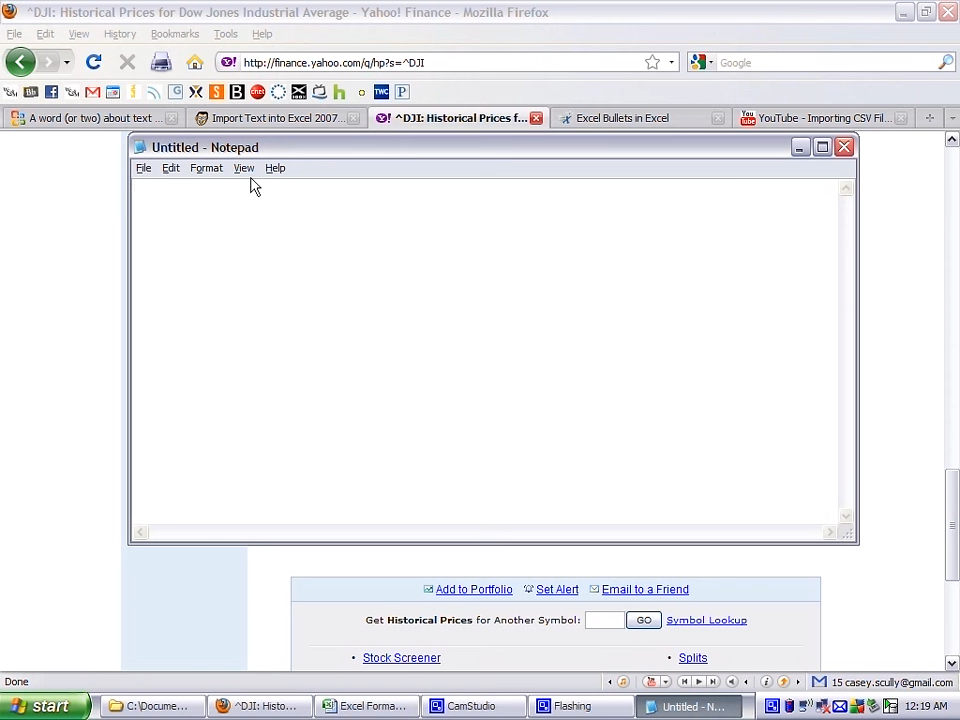 ^DJI: Historical Prices for Dow Jones Industrial Average - Yahoo! Finance - Mozilla Firefox
File Edit View History Bookmarks Tools Help
http://finance.yahoo.com/q/hp?s=^DJI Google
A word (or two) about text ... Import Text into Excel 2007... ^DJI: Historical Prices f... Excel Bullets in Excel YouTube - Importing CSV Fil...
Untitled - Notepad
File Edit Format View Help
Add to Portfolio Set Alert Email to a Friend
Get Historical Prices for Another Symbol: GO Symbol Lookup
• Stock Screener • Splits
Done 15 casey.scully@gmail.com
start C:\Docume... ^DJI: Histo... Excel Forma... CamStudio Flashing Untitled - N... 12:19 AM